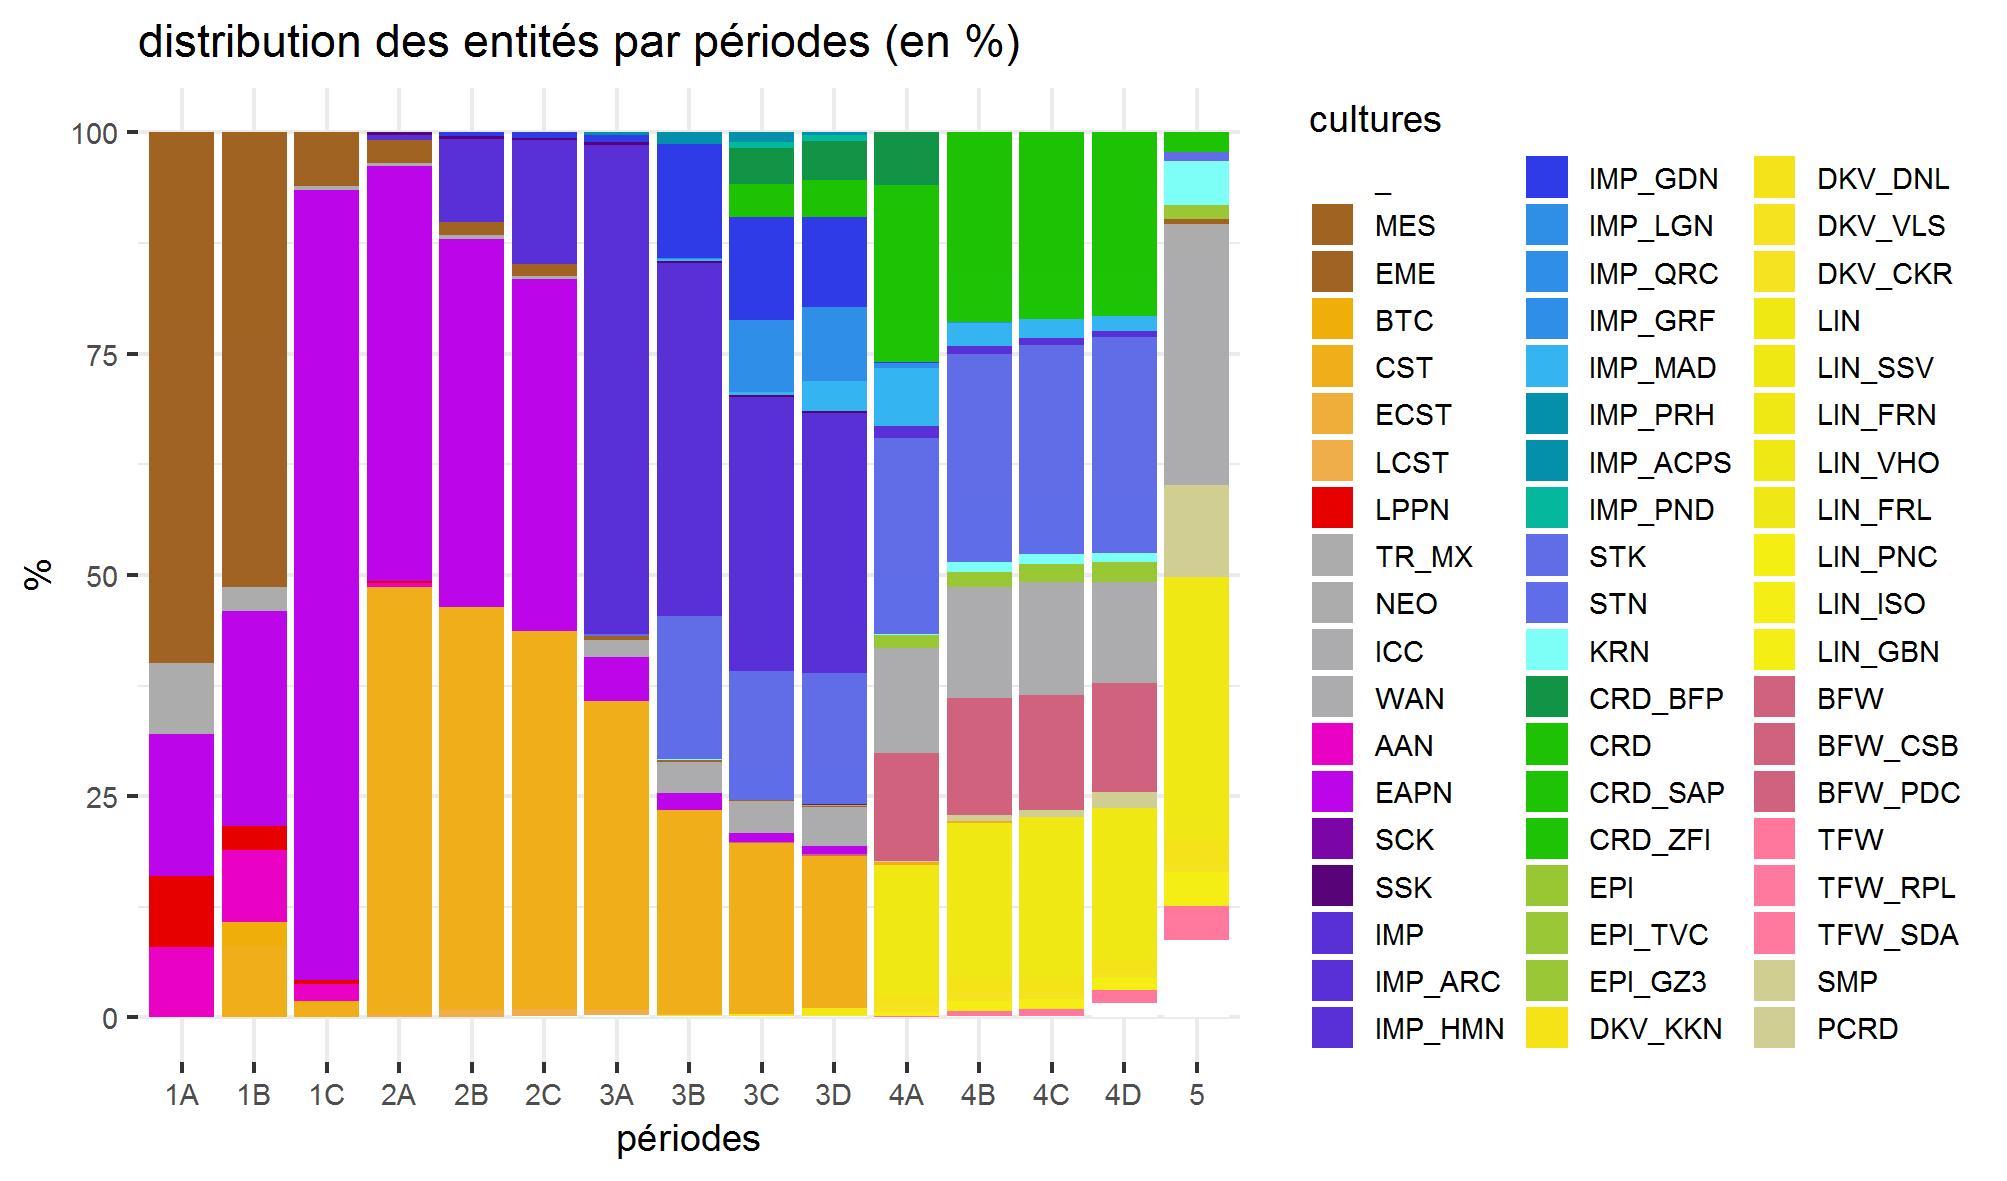 distribution des entités par périodes (en %)
%
100
75
50
25
0
1A 1B 1C 2A 2B 2C 3A 3B 3C 3D 4A 4B 4C 4D 5
périodes
cultures
_
MES
EME
BTC
CST
ECST
LCST
LPPN
TR_MX
NEO
ICC
WAN
AAN
EAPN
SCK
SSK
IMP
IMP_ARC
IMP_HMN
IMP_GDN
IMP_LGN
IMP_QRC
IMP_GRF
IMP_MAD
IMP_PRH
IMP_ACPS
IMP_PND
STK
STN
KRN
CRD_BFP
CRD
CRD_SAP
CRD_ZFI
EPI
EPI_TVC
EPI_GZ3
DKV_KKN
DKV_DNL
DKV_VLS
DKV_CKR
LIN
LIN_SSV
LIN_FRN
LIN_VHO
LIN_FRL
LIN_PNC
LIN_ISO
LIN_GBN
BFW
BFW_CSB
BFW_PDC
TFW
TFW_RPL
TFW_SDA
SMP
PCRD